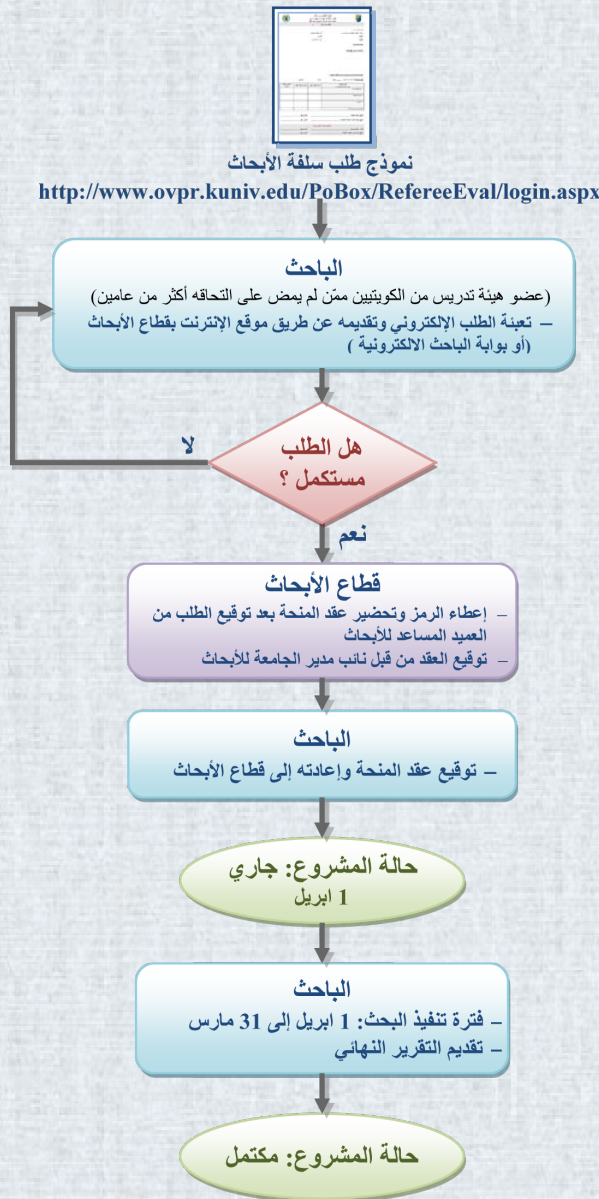 نموذج طلب سلفة الأبحاث
http://www.ovpr.kuniv.edu/PoBox/RefereeEval/login.aspx
الباحث
(عضو هيئة تدريس من الكويتيين ممّن لم يمض على التحاقه أكثر من عامين)
– تعبئة الطلب الإلكتروني وتقديمه عن طريق موقع الإنترنت بقطاع الأبحاث
(أو بوابة الباحث الالكترونية )
هل الطلب
مستكمل ؟
لا
نعم
قطاع الأبحاث
– إعطاء الرمز وتحضير عقد المنحة بعد توقيع الطلب من
العميد المساعد للأبحاث
– توقيع العقد من قبل نائب مدير الجامعة للأبحاث
الباحث
– توقيع عقد المنحة وإعادته إلى قطاع الأبحاث
حالة المشروع: جاري
1 ابريل
الباحث
– فترة تنفيذ البحث: 1 ابريل إلى 31 مارس
– تقديم التقرير النهائي
حالة المشروع: مكتمل